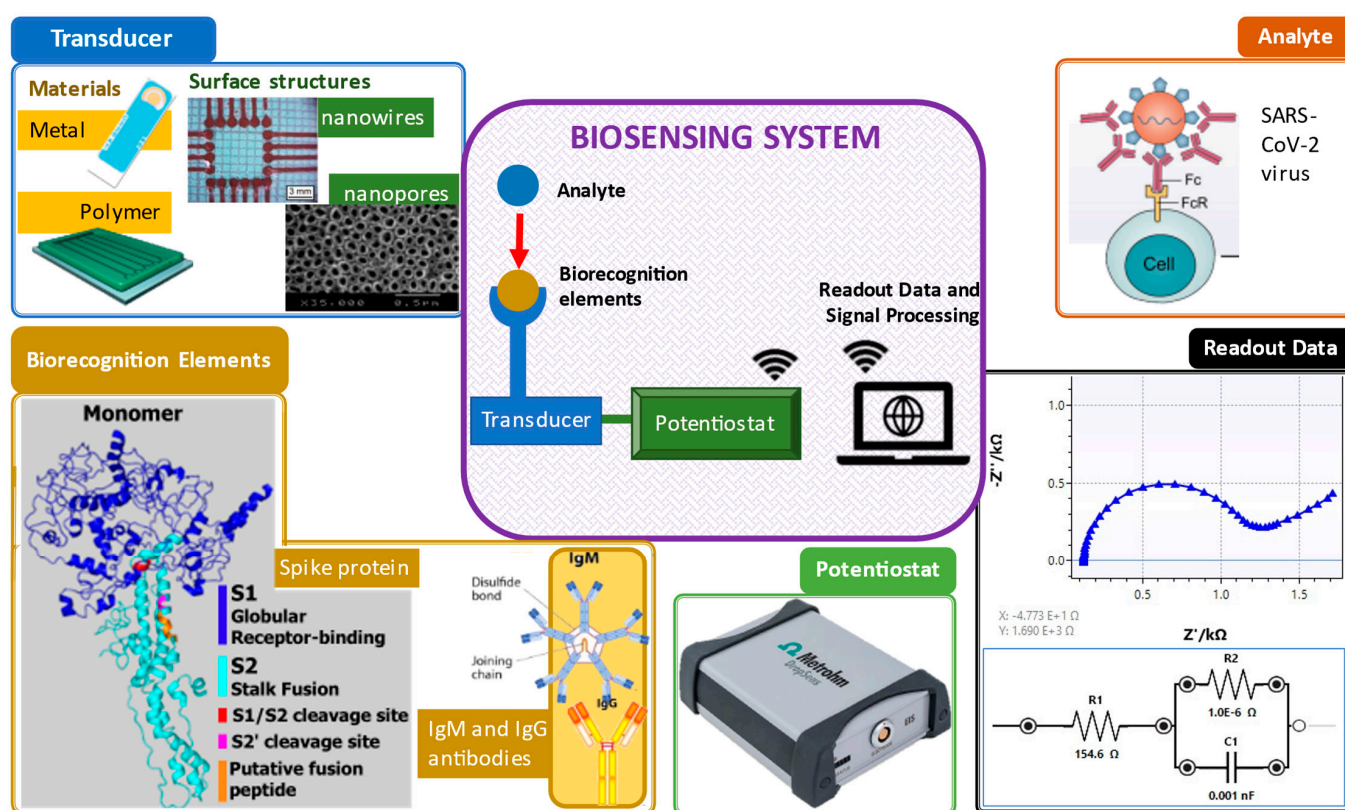 Transducer
Materials
Metal
Polymer
Surface structures
nanowires
3 mm
nanopores
X35,000 0.5μm
BIOSENSING SYSTEM
Analyte
Biorecognition
elements
Transducer
Potentiostat
Readout Data and
Signal Processing
Analyte
SARS-
CoV-2
virus
Fc
FcR
Cell
Biorecognition Elements
Monomer
Spike protein
S1
Globular
Receptor-binding
S2
Stalk Fusion
S1/S2 cleavage site
S2' cleavage site
Putative fusion
peptide
IgM
Disulfide
bond
Joining
chain
IgG
IgM and IgG
antibodies
Potentiostat
Metrohm
DropSens
EIS
Readout Data
-Z''/kΩ
1.0
0.5
0.0
0.5
1.0
1.5
X: -4.773 E+1 Ω
Y: 1.690 E+3 Ω
Z'/kΩ
R1
154.6 Ω
R2
1.0E-6 Ω
C1
0.001 nF